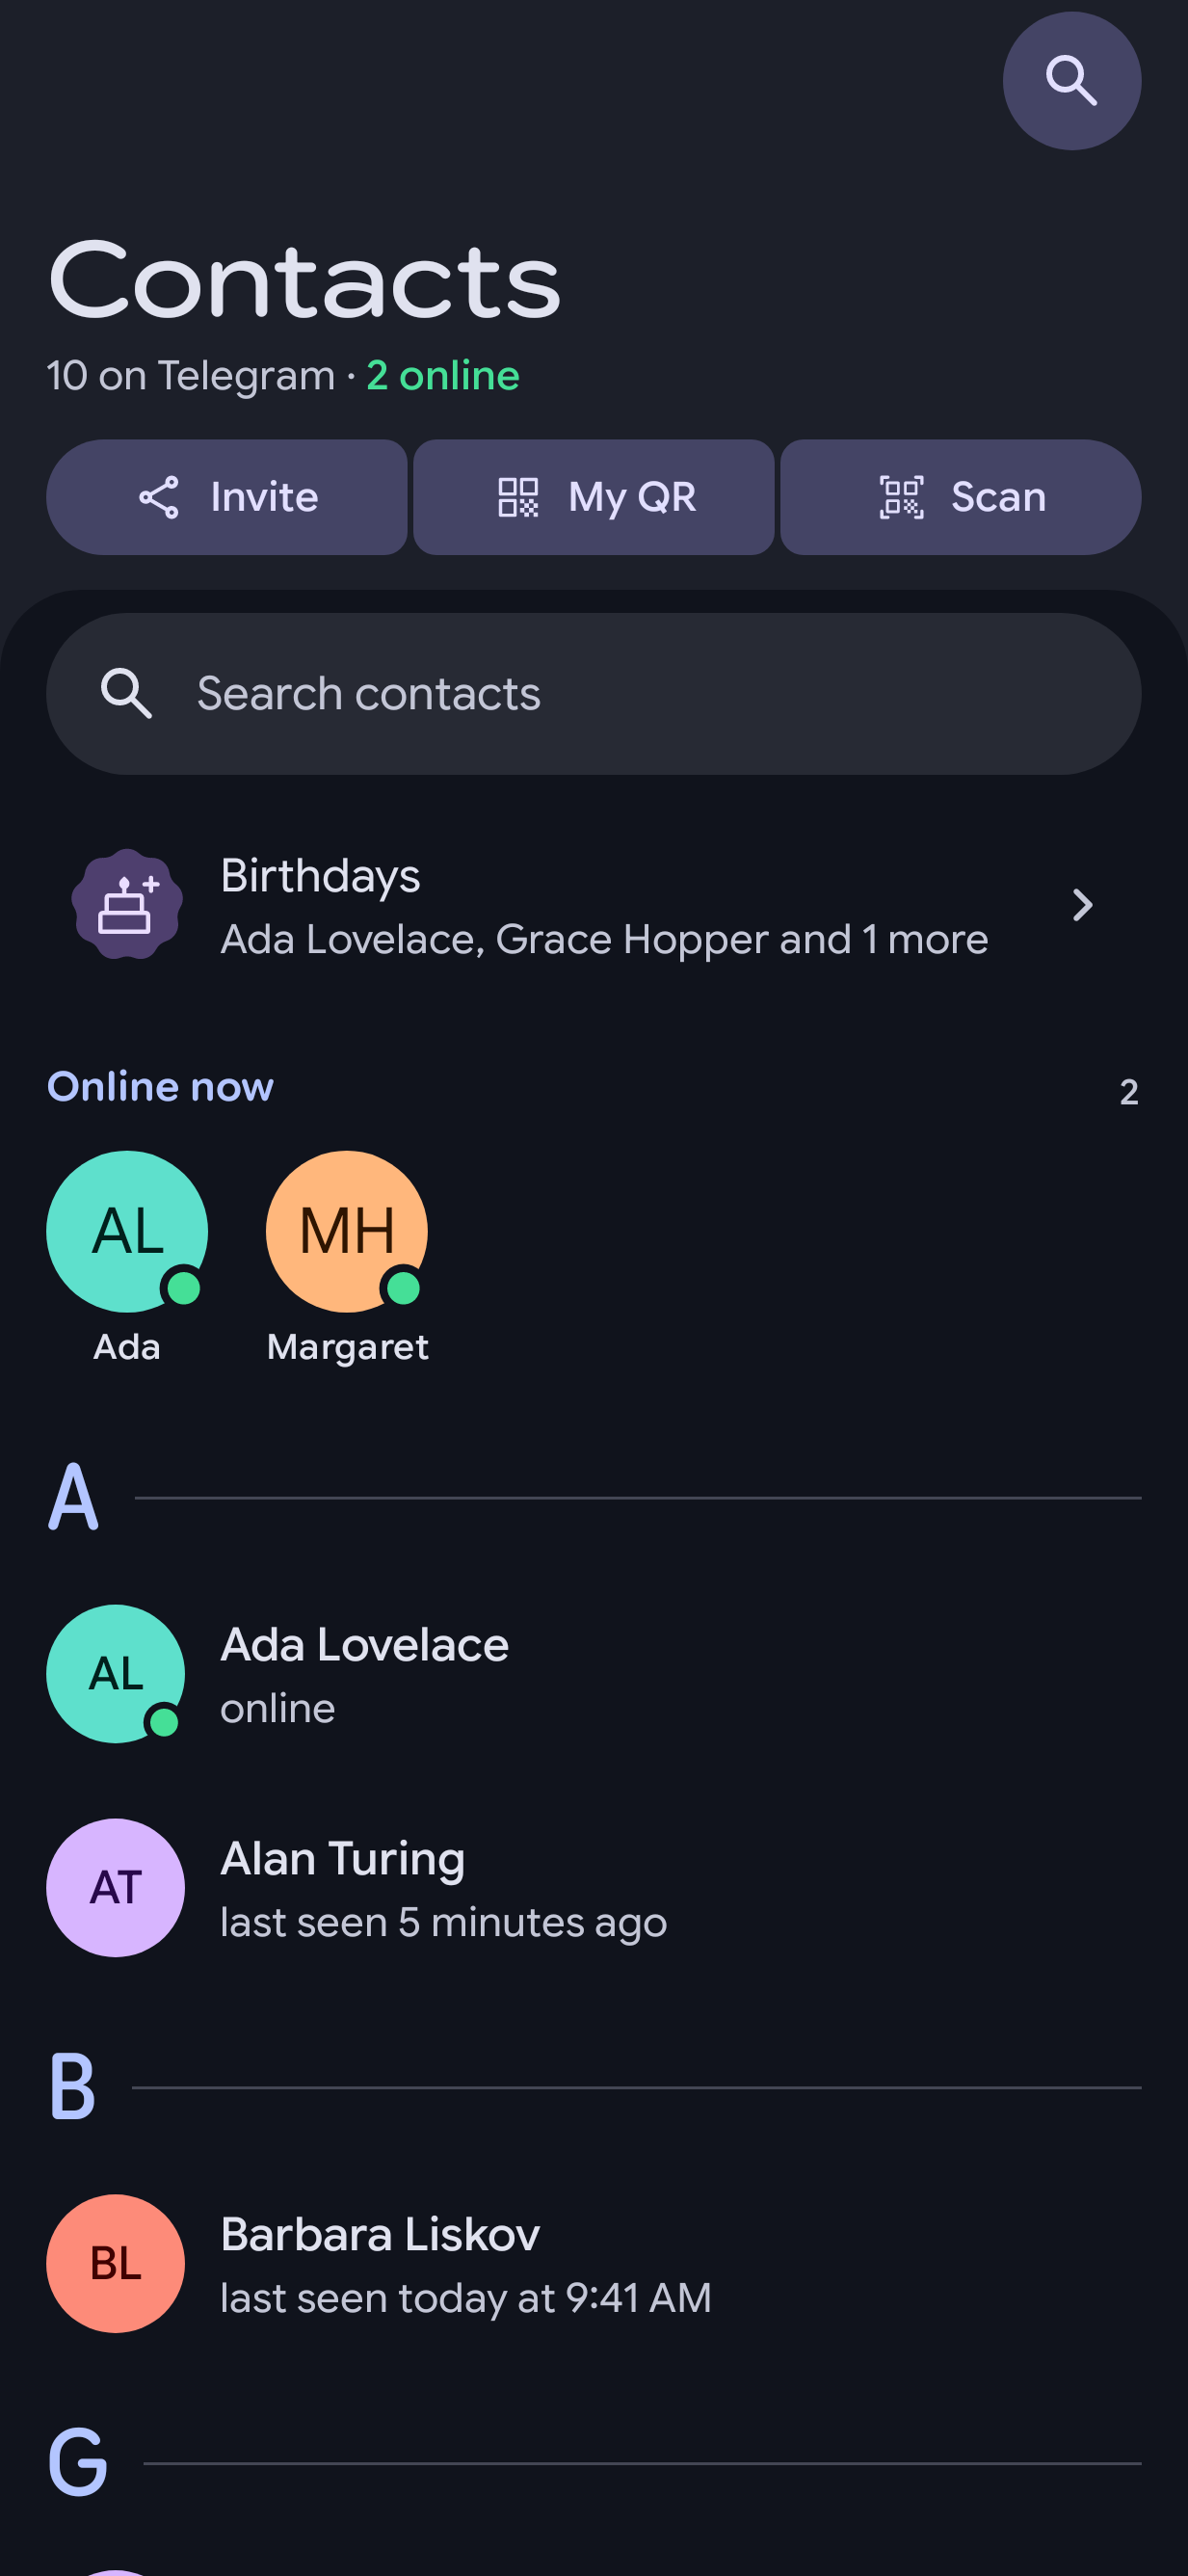 Contacts
10 on Telegram · 2 online
Invite
My QR
Scan
Search contacts
Birthdays
Ada Lovelace, Grace Hopper and 1 more
Online now
2
AL
MH
Ada
Margaret
A
AL
Ada Lovelace
online
AT
Alan Turing
last seen 5 minutes ago
B
BL
Barbara Liskov
last seen today at 9:41 AM
G